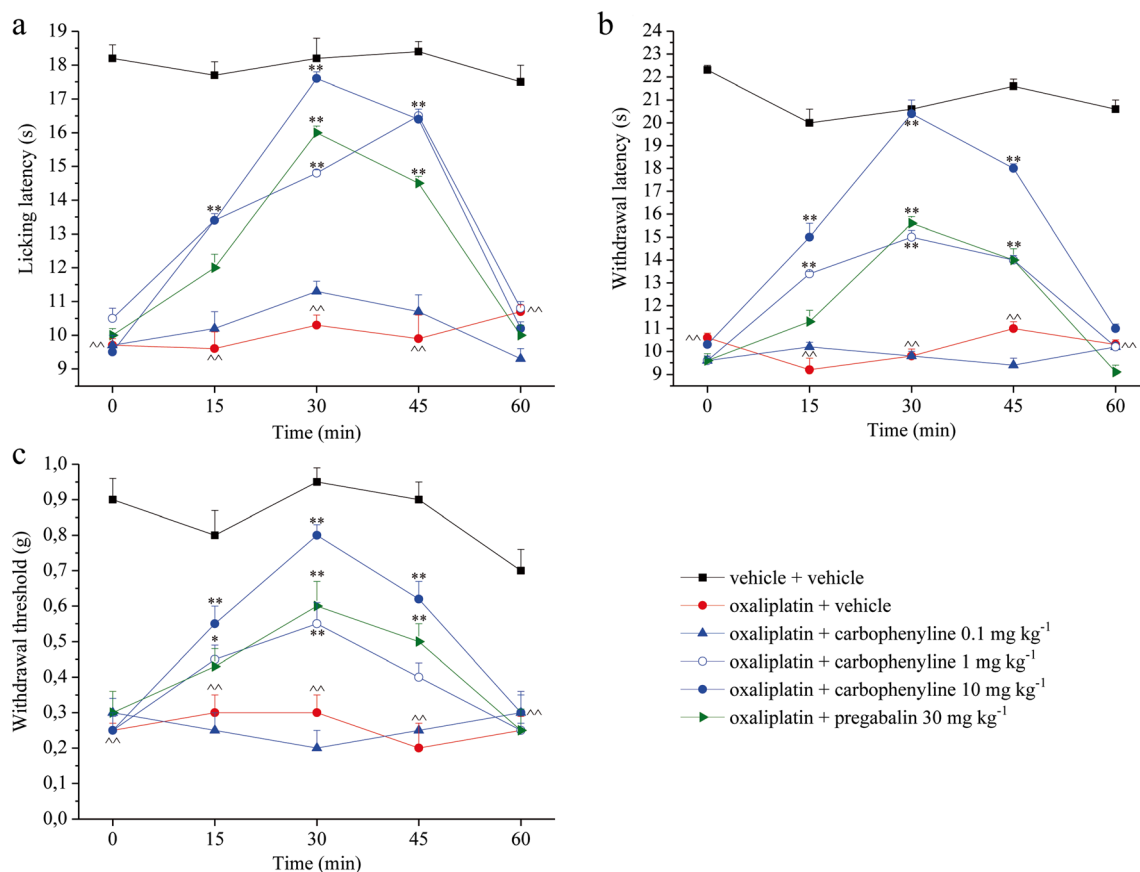 a
19
18
17
16
15
14
13
12
11
10
9
Licking latency (s)
0 15 30 45 60
Time (min)
^^ ^^ ^^ ^^ ^^
** ** ** ** ** **
b
24
23
22
21
20
19
18
17
16
15
14
13
12
11
10
9
Withdrawal latency (s)
0 15 30 45 60
Time (min)
^^ ^^ ^^ ^^ ^^
** ** ** ** ** ** **
c
1,0
0,9
0,8
0,7
0,6
0,5
0,4
0,3
0,2
0,1
0,0
Withdrawal threshold (g)
0 15 30 45 60
Time (min)
^^ ^^ ^^ ^^ ^^
** * ** ** ** ** **
vehicle + vehicle
oxaliplatin + vehicle
oxaliplatin + carbophenyline 0.1 mg kg⁻¹
oxaliplatin + carbophenyline 1 mg kg⁻¹
oxaliplatin + carbophenyline 10 mg kg⁻¹
oxaliplatin + pregabalin 30 mg kg⁻¹